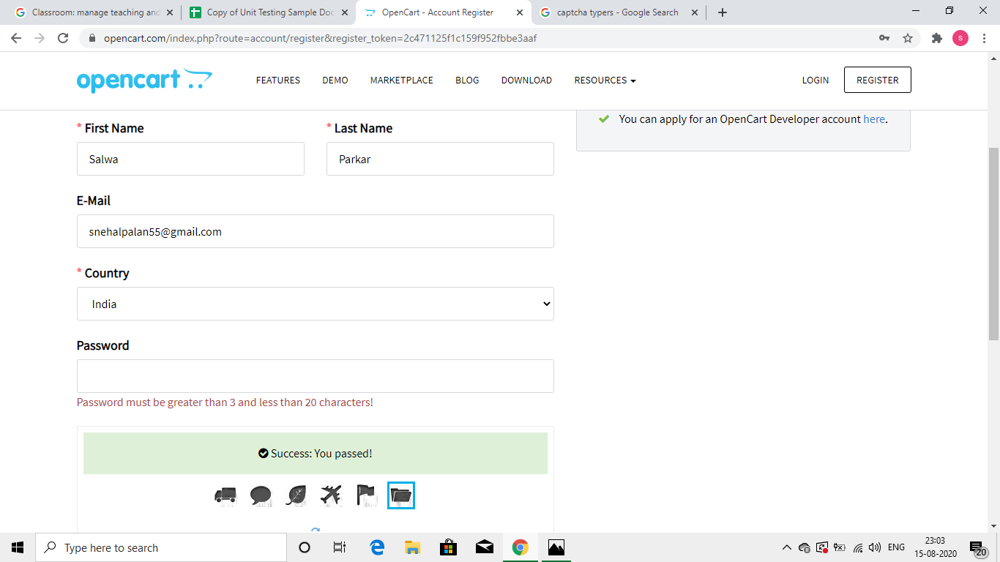 Classroom: manage teaching and
Copy of Unit Testing Sample Doc
OpenCart - Account Register
captcha typers - Google Search
opencart.com/index.php?route=account/register&register_token=2c471125f1c159f952fbbe3aaf
s
opencart
FEATURES
DEMO
MARKETPLACE
BLOG
DOWNLOAD
RESOURCES
LOGIN
REGISTER
You can apply for an OpenCart Developer account here.
* First Name
* Last Name
Salwa
Parkar
E-Mail
snehalpalan55@gmail.com
* Country
India
Password
Password must be greater than 3 and less than 20 characters!
Success: You passed!
Type here to search
ENG
23:03
15-08-2020
20